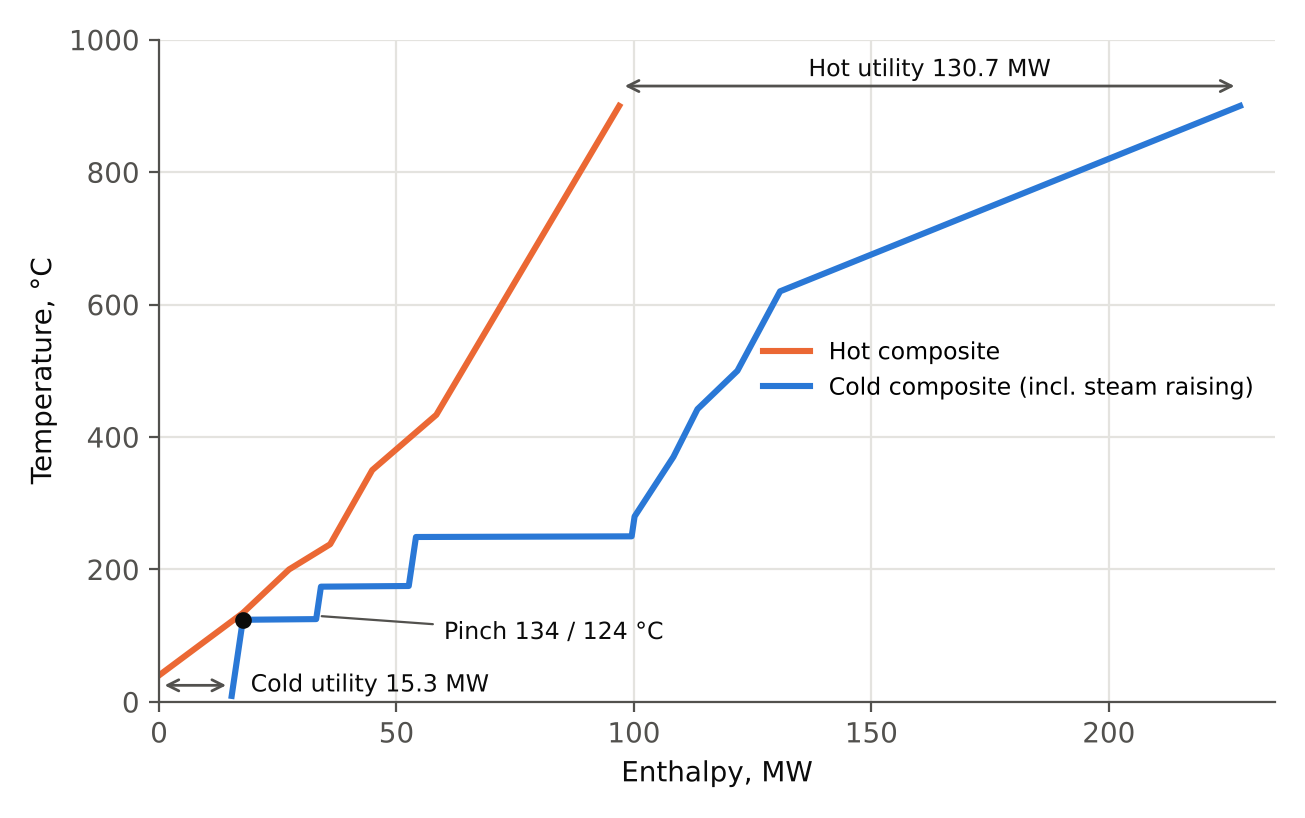 1000
Hot utility 130.7 MW
800
600
Temperature, °C
Hot composite
Cold composite (incl. steam raising)
400
200
Pinch 134 / 124 °C
Cold utility 15.3 MW
0
0 50 100 150 200
Enthalpy, MW